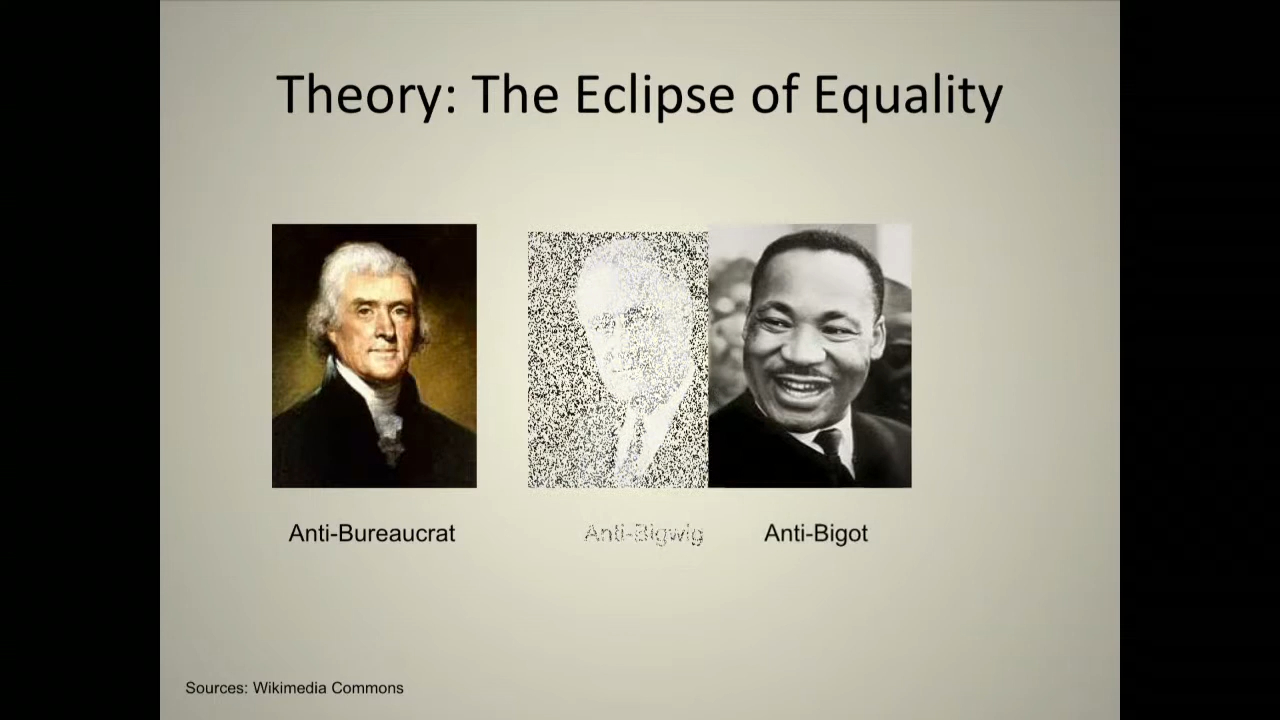 Theory: The Eclipse of Equality
Anti-Bureaucrat
Anti-Bigwig
Anti-Bigot
Sources: Wikimedia Commons